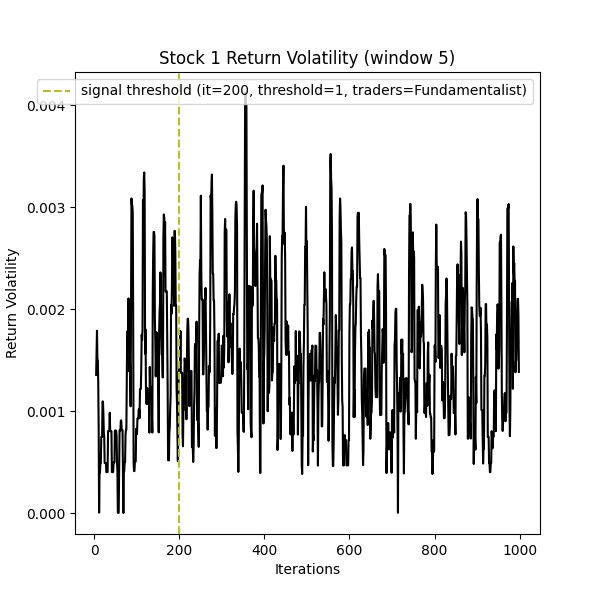 Stock 1 Return Volatility (window 5)
signal threshold (it=200, threshold=1, traders=Fundamentalist)
0.004
0.003
0.002
0.001
0.000
Return Volatility
0 200 400 600 800 1000
Iterations